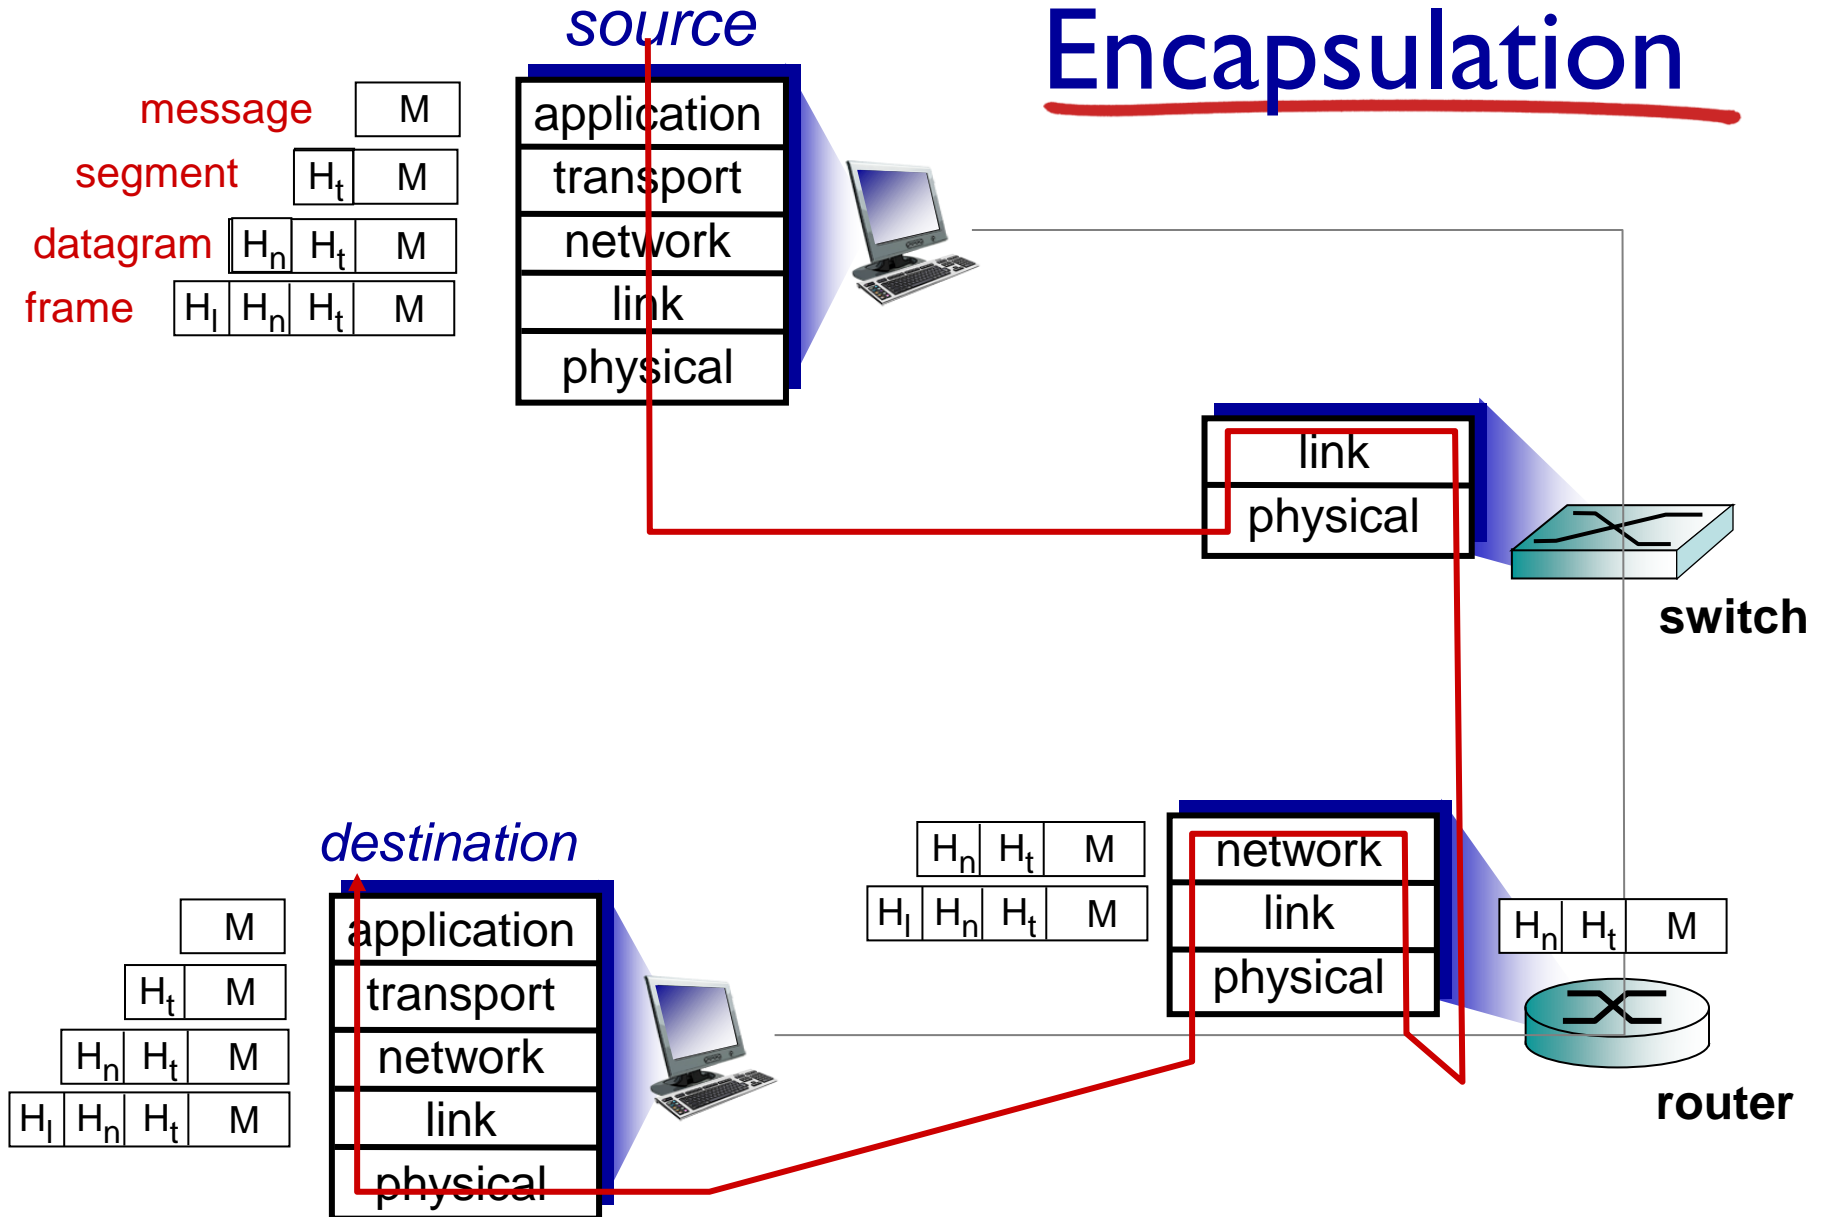 source
Encapsulation
message M
segment Ht M
datagram Hn Ht M
frame Hl Hn Ht M
application
transport
network
link
physical
link
physical
switch
destination
M
Ht M
Hn Ht M
Hl Hn Ht M
application
transport
network
link
physical
Hn Ht M
Hl Hn Ht M
network
link
physical
Hn Ht M
router